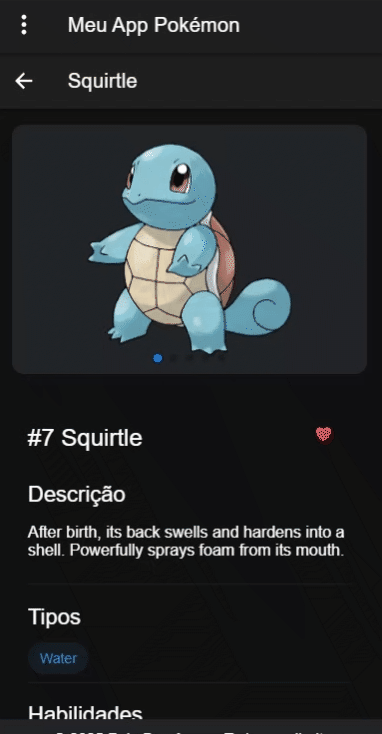 Meu App Pokémon
Squirtle
#7 Squirtle
Descrição
After birth, its back swells and hardens into a
shell. Powerfully sprays foam from its mouth.
Tipos
Water
Habilidades